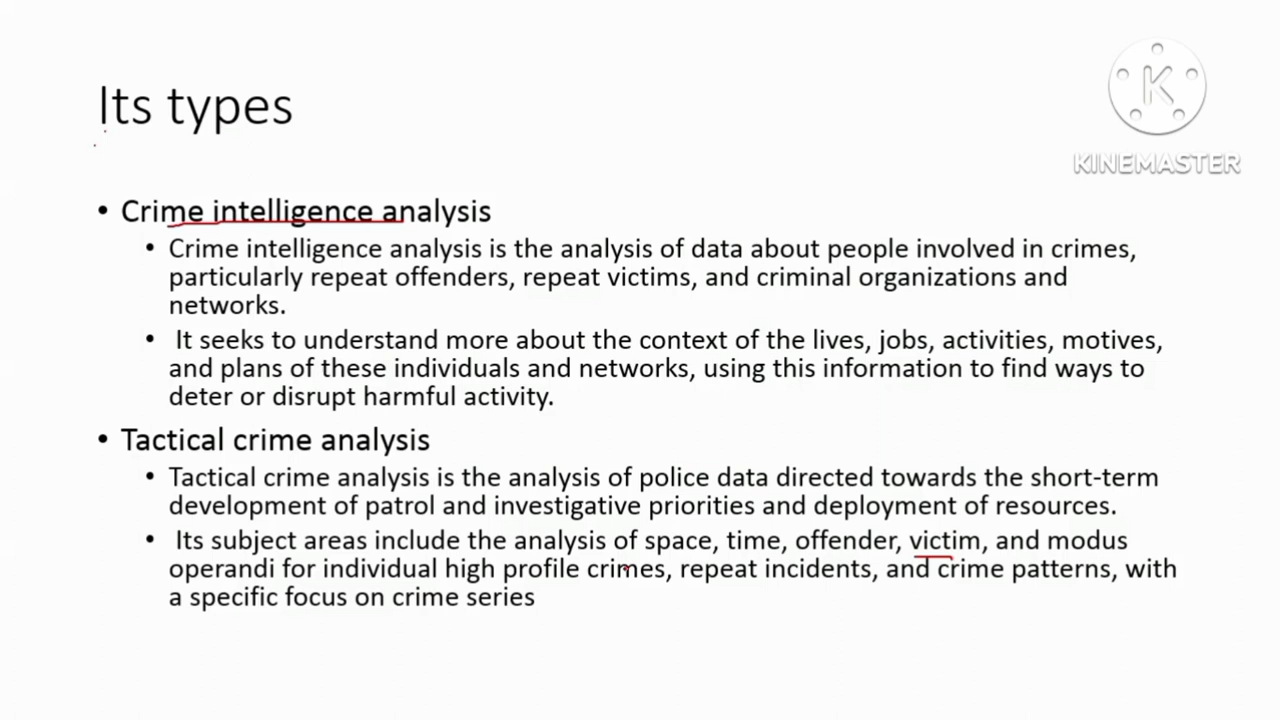 Its types
K
KINEMASTER
• Crime intelligence analysis
• Crime intelligence analysis is the analysis of data about people involved in crimes,
particularly repeat offenders, repeat victims, and criminal organizations and
networks.
• It seeks to understand more about the context of the lives, jobs, activities, motives,
and plans of these individuals and networks, using this information to find ways to
deter or disrupt harmful activity.
• Tactical crime analysis
• Tactical crime analysis is the analysis of police data directed towards the short-term
development of patrol and investigative priorities and deployment of resources.
• Its subject areas include the analysis of space, time, offender, victim, and modus
operandi for individual high profile crimes, repeat incidents, and crime patterns, with
a specific focus on crime series